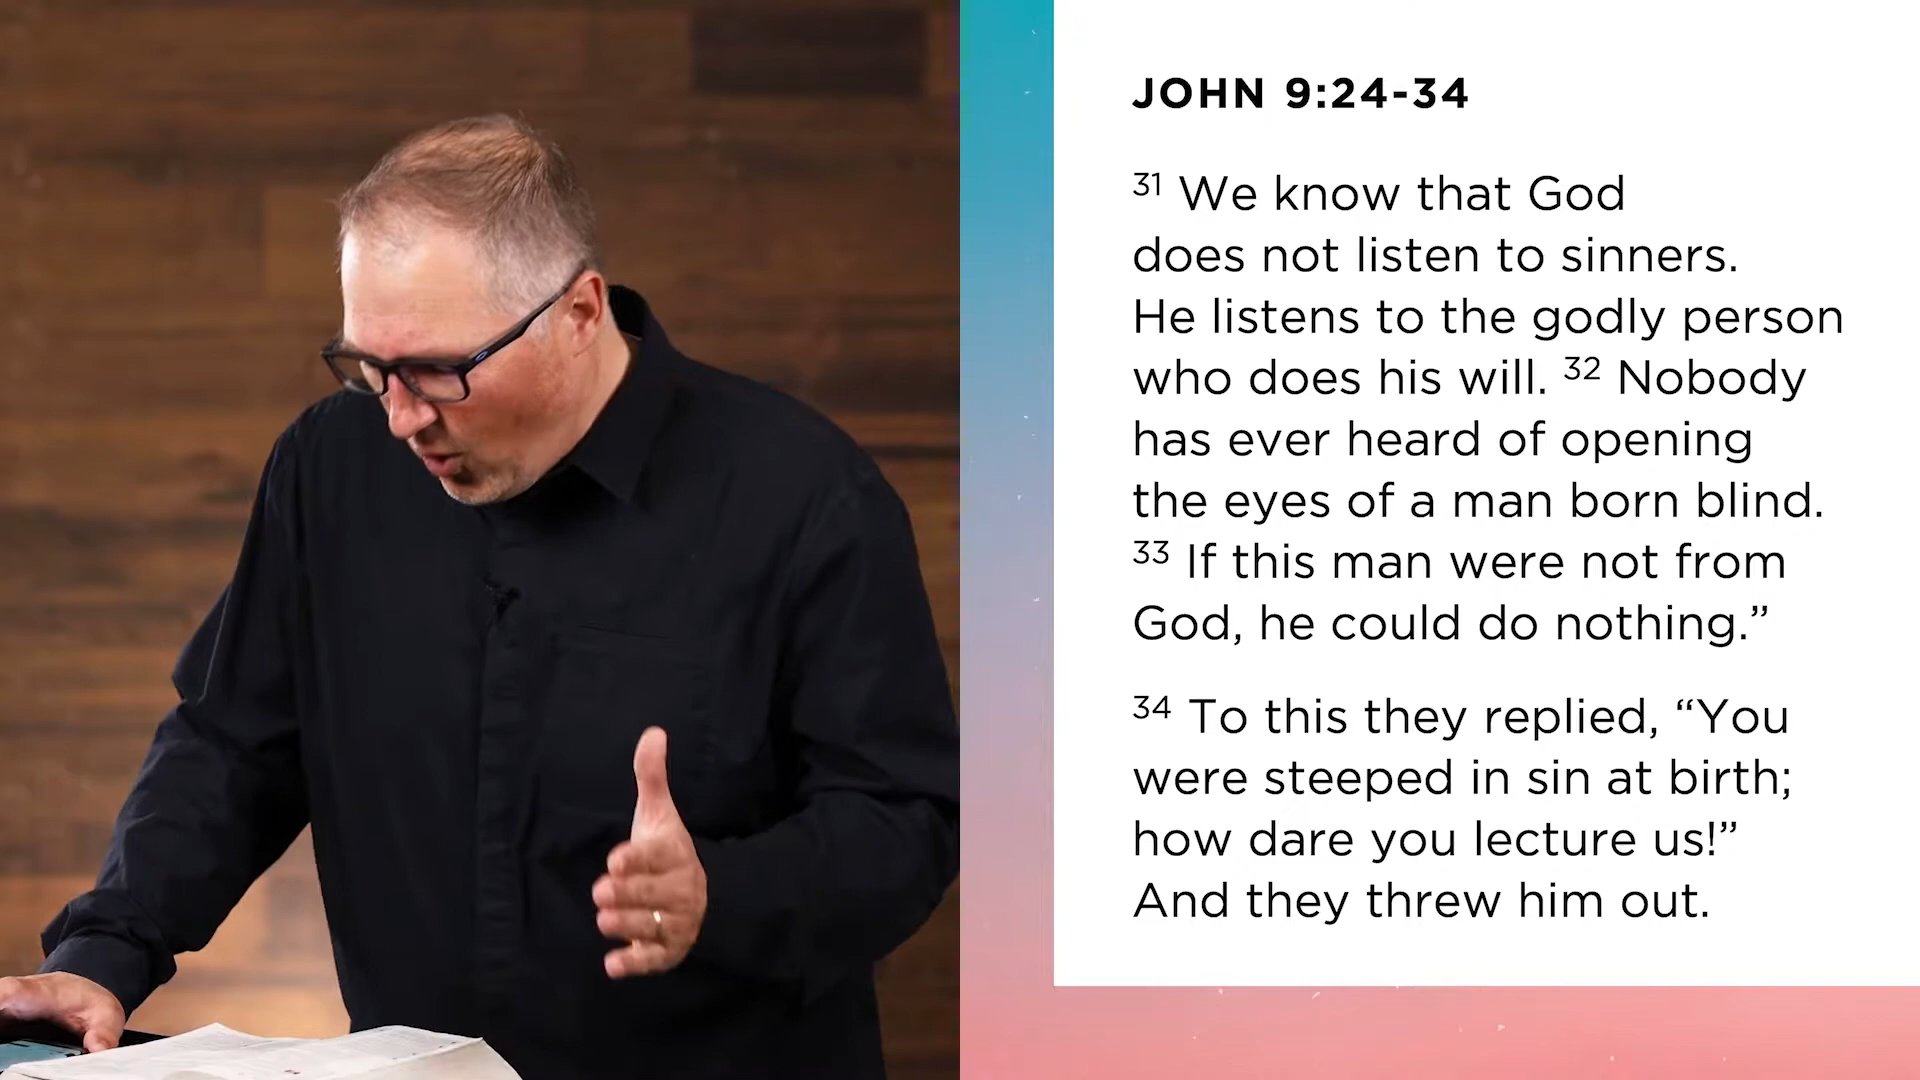 JOHN 9:24-34
31 We know that God
does not listen to sinners.
He listens to the godly person
who does his will. 32 Nobody
has ever heard of opening
the eyes of a man born blind.
33 If this man were not from
God, he could do nothing.”
34 To this they replied, “You
were steeped in sin at birth;
how dare you lecture us!”
And they threw him out.